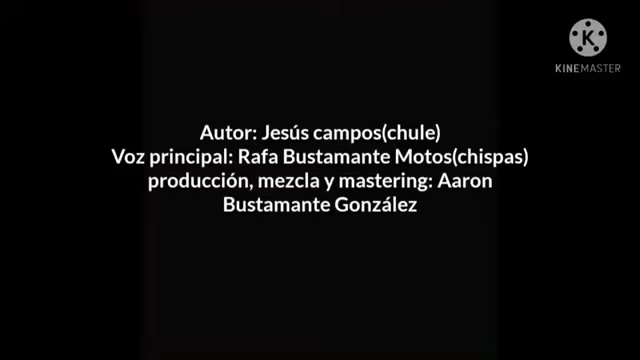 K
KINEMASTER
Autor: Jesús campos(chule)
Voz principal: Rafa Bustamante Motos(chispas)
producción, mezcla y mastering: Aaron
Bustamante González